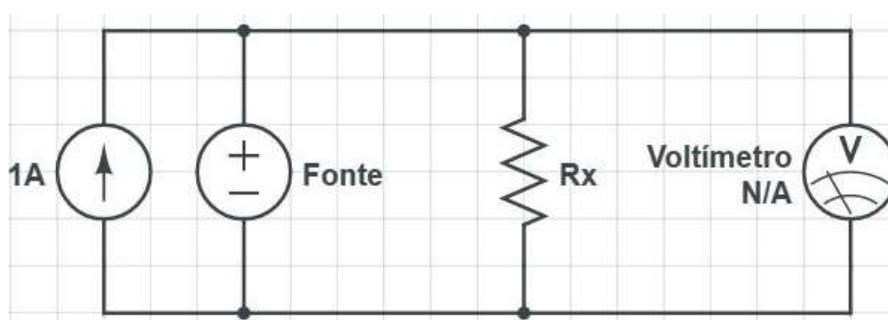 1A
Fonte
Rx
Voltímetro
N/A
V